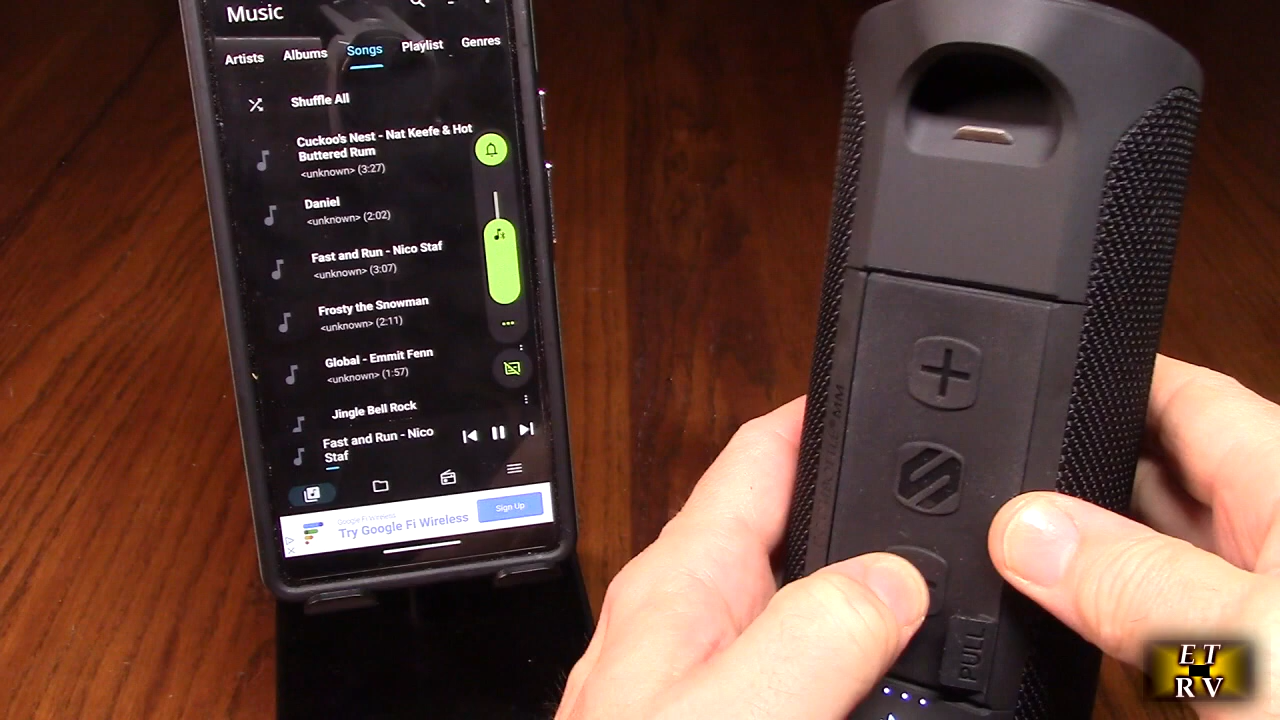 Music
Artists Albums Songs Playlist Genres
Shuffle All
Cuckoo's Nest - Nat Keefe & Hot
Buttered Rum
<unknown> (3:27)
Daniel
<unknown> (2:02)
Fast and Run - Nico Staf
<unknown> (3:07)
Frosty the Snowman
<unknown> (2:11)
Global - Emmit Fenn
<unknown> (1:57)
Jingle Bell Rock
Fast and Run - Nico
Staf
Google Fi Wireless
Try Google Fi Wireless
Sign Up
PULL
ET
RV